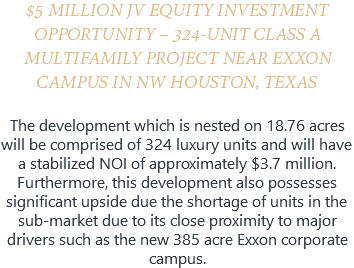 $5 MILLION JV EQUITY INVESTMENT
OPPORTUNITY – 324-UNIT CLASS A
MULTIFAMILY PROJECT NEAR EXXON
CAMPUS IN NW HOUSTON, TEXAS
The development which is nested on 18.76 acres
will be comprised of 324 luxury units and will have
a stabilized NOI of approximately $3.7 million.
Furthermore, this development also possesses
significant upside due the shortage of units in the
sub-market due to its close proximity to major
drivers such as the new 385 acre Exxon corporate
campus.